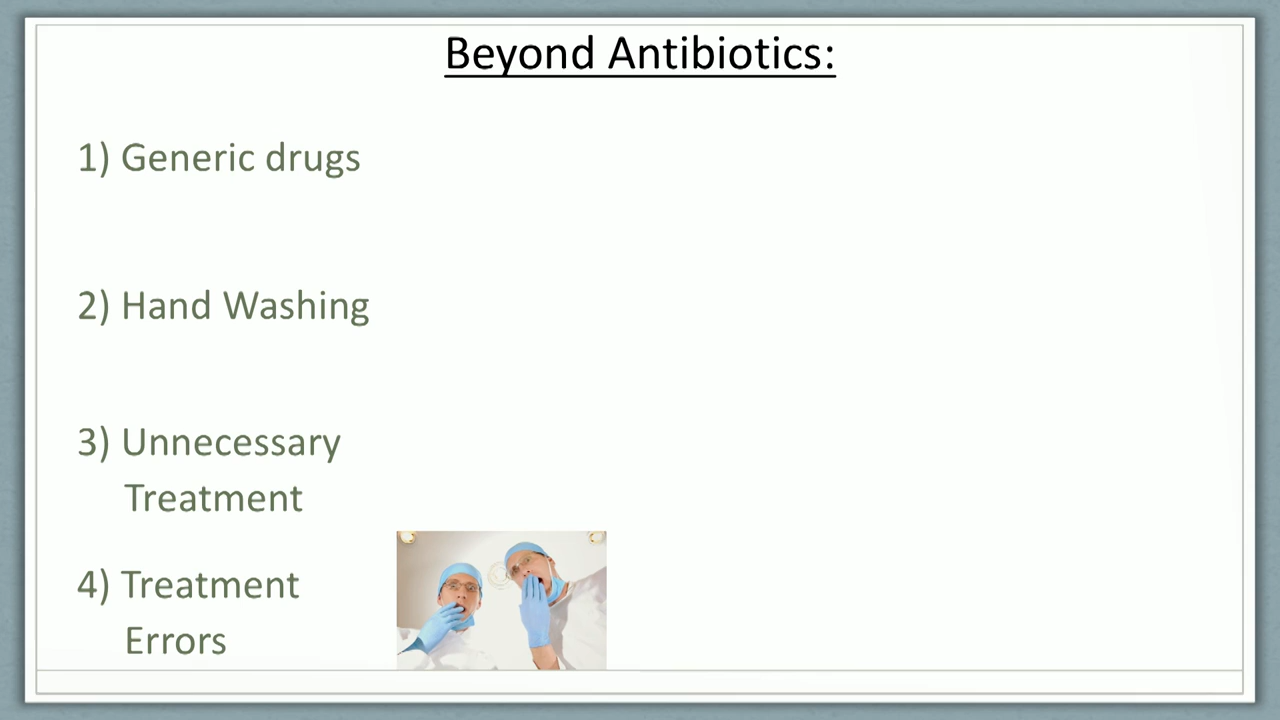 Beyond Antibiotics:
1) Generic drugs
2) Hand Washing
3) Unnecessary
Treatment
4) Treatment
Errors